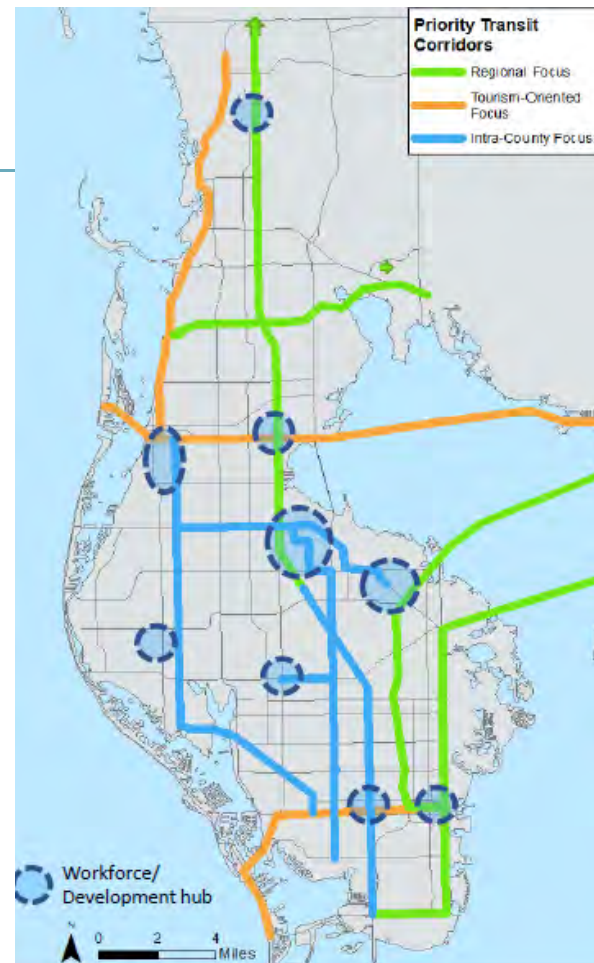 Priority Transit
Corridors
Regional Focus
Tourism-Oriented
Focus
Intra-County Focus
Workforce/
Development hub
N
0 2 4
Miles